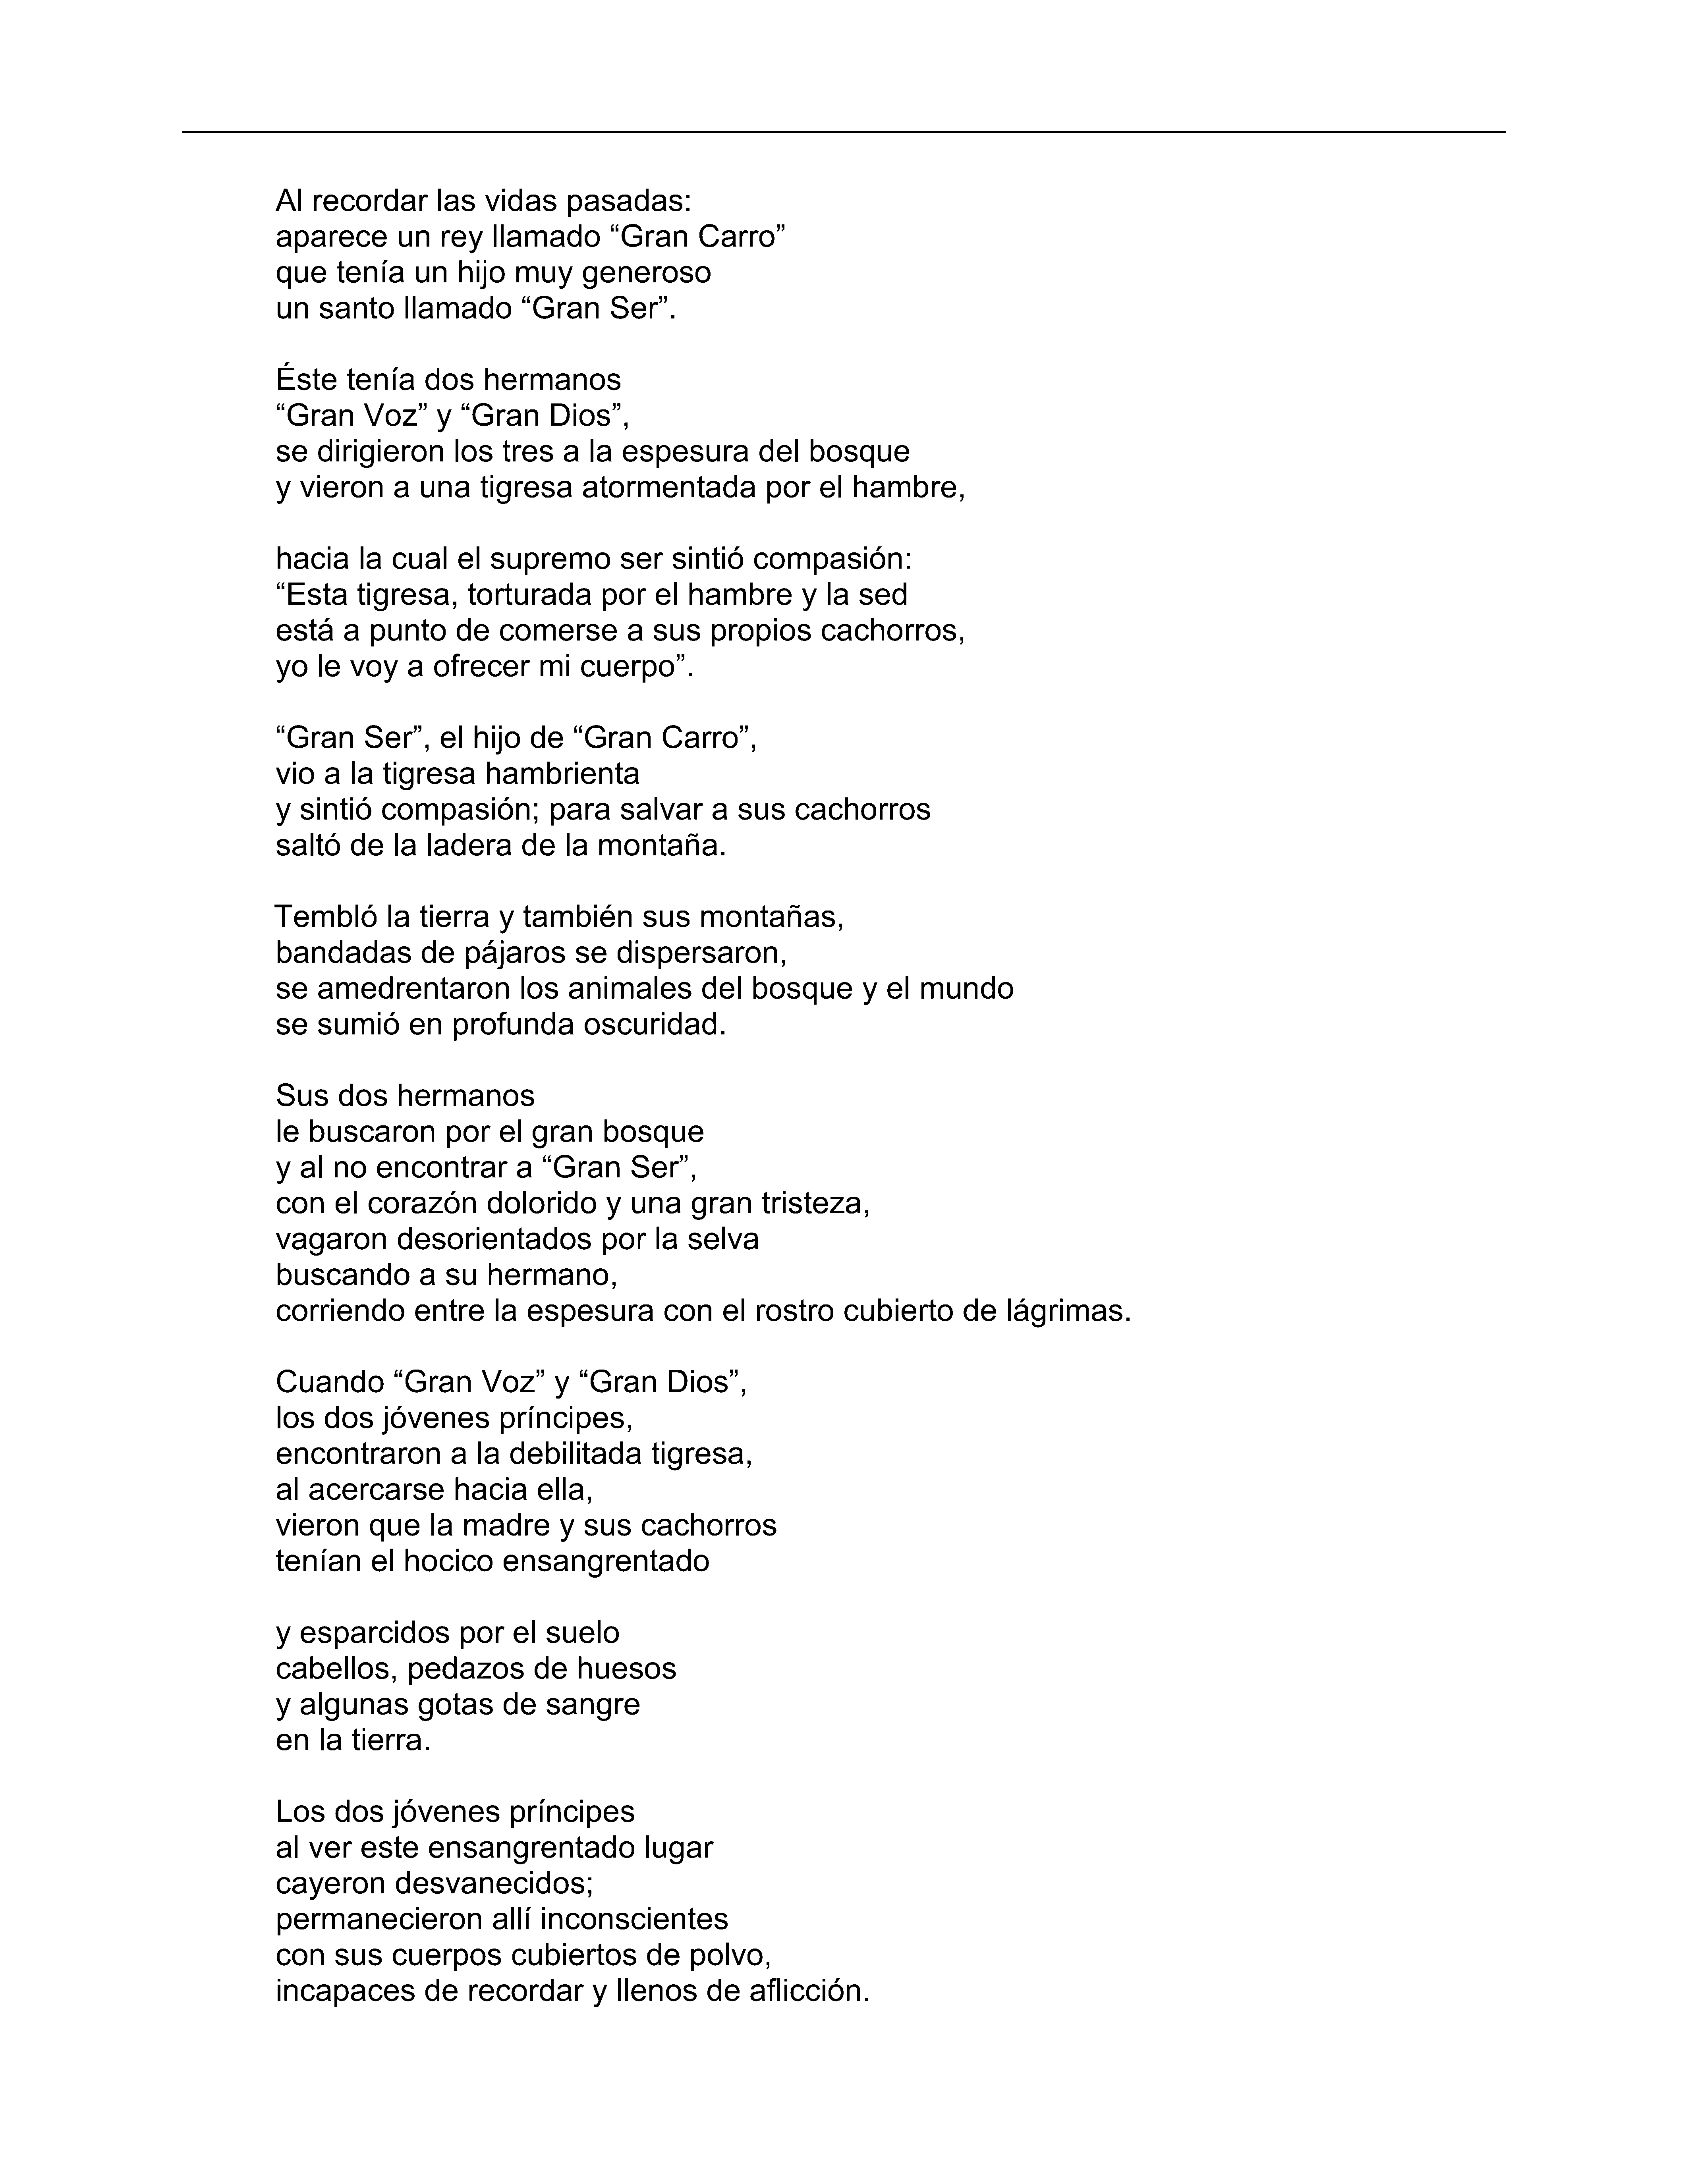 Al recordar las vidas pasadas:
aparece un rey llamado “Gran Carro”
que tenía un hijo muy generoso
un santo llamado “Gran Ser”.

Éste tenía dos hermanos
“Gran Voz” y “Gran Dios”,
se dirigieron los tres a la espesura del bosque
y vieron a una tigresa atormentada por el hambre,

hacia la cual el supremo ser sintió compasión:
“Esta tigresa, torturada por el hambre y la sed
está a punto de comerse a sus propios cachorros,
yo le voy a ofrecer mi cuerpo”.

“Gran Ser”, el hijo de “Gran Carro”,
vio a la tigresa hambrienta
y sintió compasión; para salvar a sus cachorros
saltó de la ladera de la montaña.

Tembló la tierra y también sus montañas,
bandadas de pájaros se dispersaron,
se amedrentaron los animales del bosque y el mundo
se sumió en profunda oscuridad.

Sus dos hermanos
le buscaron por el gran bosque
y al no encontrar a “Gran Ser”,
con el corazón dolorido y una gran tristeza,
vagaron desorientados por la selva
buscando a su hermano,
corriendo entre la espesura con el rostro cubierto de lágrimas.

Cuando “Gran Voz” y “Gran Dios”,
los dos jóvenes príncipes,
encontraron a la debilitada tigresa,
al acercarse hacia ella,
vieron que la madre y sus cachorros
tenían el hocico ensangrentado

y esparcidos por el suelo
cabellos, pedazos de huesos
y algunas gotas de sangre
en la tierra.

Los dos jóvenes príncipes
al ver este ensangrentado lugar
cayeron desvanecidos;
permanecieron allí inconscientes
con sus cuerpos cubiertos de polvo,
incapaces de recordar y llenos de aflicción.